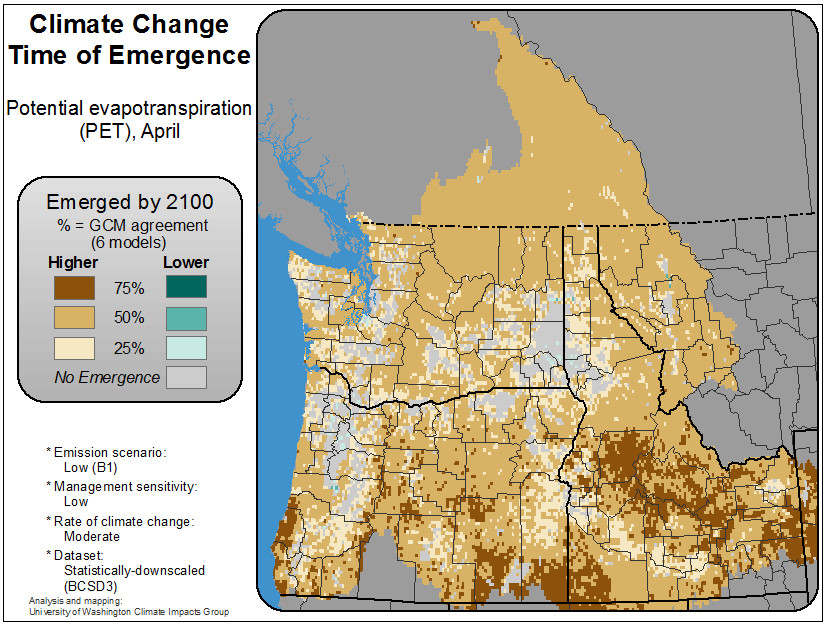 Climate Change
Time of Emergence
Potential evapotranspiration
(PET), April
Emerged by 2100
% = GCM agreement
(6 models)
Higher Lower
75%
50%
25%
No Emergence
* Emission scenario:
Low (B1)
* Management sensitivity:
Low
* Rate of climate change:
Moderate
* Dataset:
Statistically-downscaled
(BCSD3)
Analysis and mapping:
University of Washington Climate Impacts Group